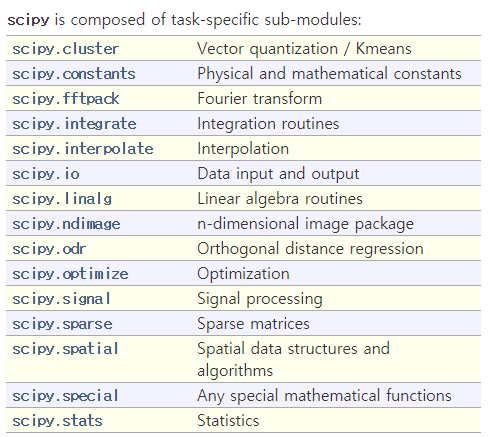 scipy is composed of task-specific sub-modules:
scipy.cluster Vector quantization / Kmeans
scipy.constants Physical and mathematical constants
scipy.fftpack Fourier transform
scipy.integrate Integration routines
scipy.interpolate Interpolation
scipy.io Data input and output
scipy.linalg Linear algebra routines
scipy.ndimage n-dimensional image package
scipy.odr Orthogonal distance regression
scipy.optimize Optimization
scipy.signal Signal processing
scipy.sparse Sparse matrices
scipy.spatial Spatial data structures and
algorithms
scipy.special Any special mathematical functions
scipy.stats Statistics